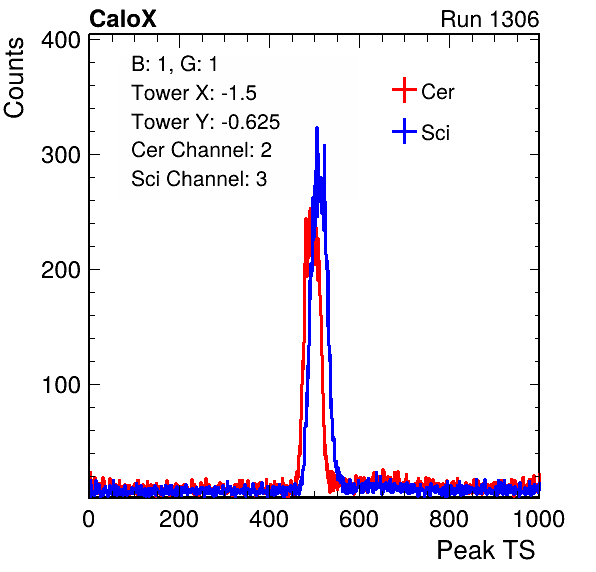 CaloX Run 1306
Counts
400
300
200
100
B: 1, G: 1
Tower X: -1.5
Tower Y: -0.625
Cer Channel: 2
Sci Channel: 3
Cer
Sci
0 200 400 600 800 1000
Peak TS